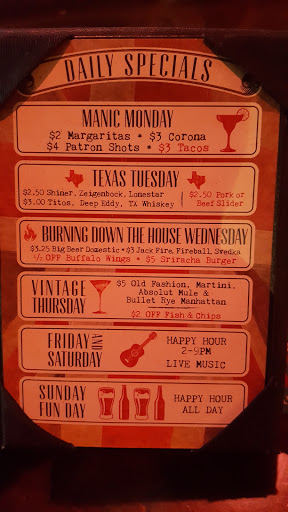 DAILY SPECIALS
MANIC MONDAY
$2 Margaritas * $3 Corona
$4 Patron Shots * $3 Tacos
TEXAS TUESDAY
$2.50 Shiner, Zeigenbock, Lonestar
$3.00 Titos, Deep Eddy, TX Whiskey
$2.50 Pork or
Beef Slider
BURNING DOWN THE HOUSE WEDNESDAY
$3.25 Big Beer Domestic * $3 Jack Fire, Fireball, Svedka
½ OFF Buffalo Wings * $5 Sriracha Burger
VINTAGE
THURSDAY
$5 Old Fashion, Martini,
Absolut Mule &
Bullet Rye Manhattan
$2 OFF Fish & Chips
FRIDAY AND
SATURDAY
HAPPY HOUR
2-9PM
LIVE MUSIC
SUNDAY
FUN DAY
HAPPY HOUR
ALL DAY